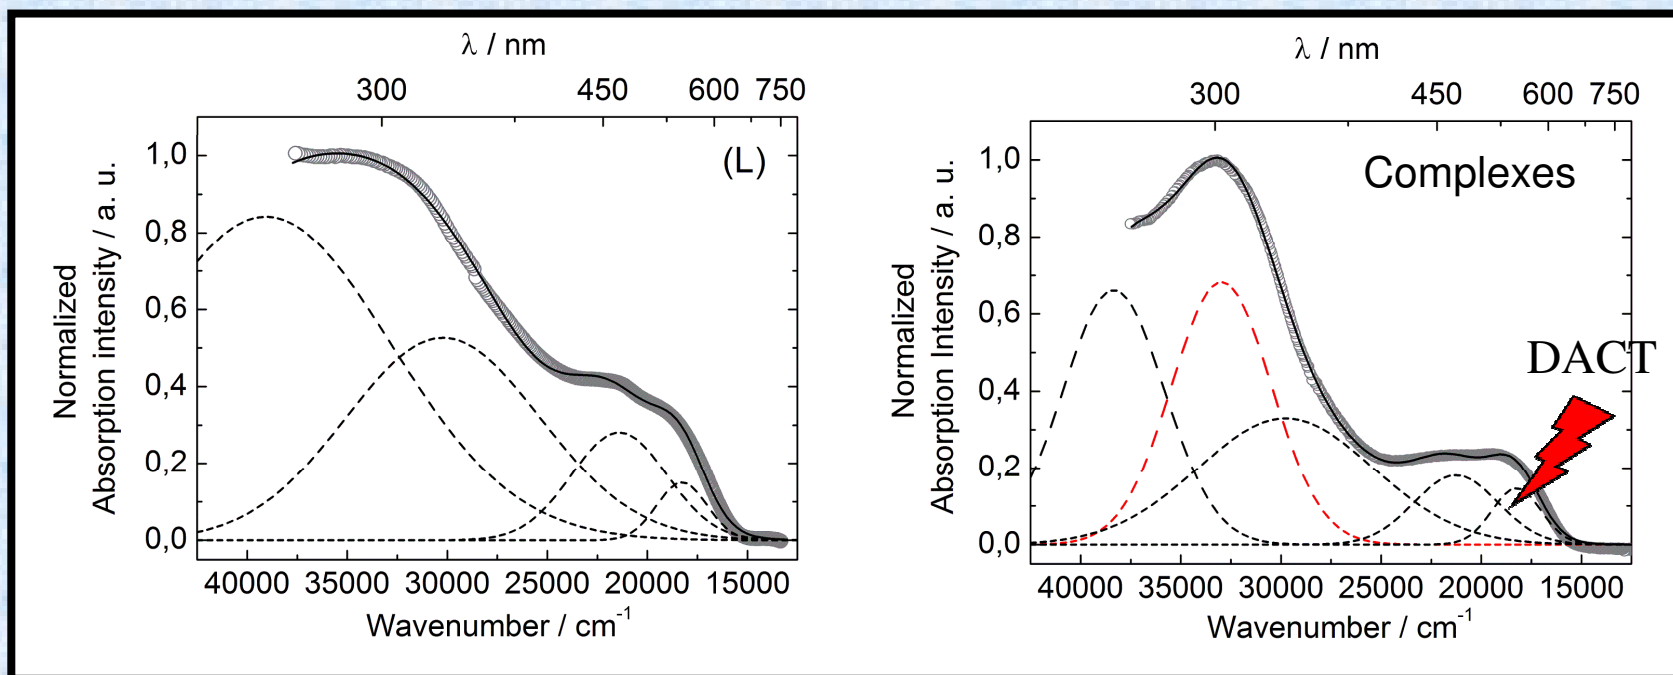 λ / nm
300 450 600 750
(L)
Normalized
Absorption intensity / a. u.
1,0
0,8
0,6
0,4
0,2
0,0
40000 35000 30000 25000 20000 15000
Wavenumber / cm-1
λ / nm
300 450 600 750
Complexes
DACT
Normalized
Absorption Intensity / a. u.
1,0
0,8
0,6
0,4
0,2
0,0
40000 35000 30000 25000 20000 15000
Wavenumber / cm-1